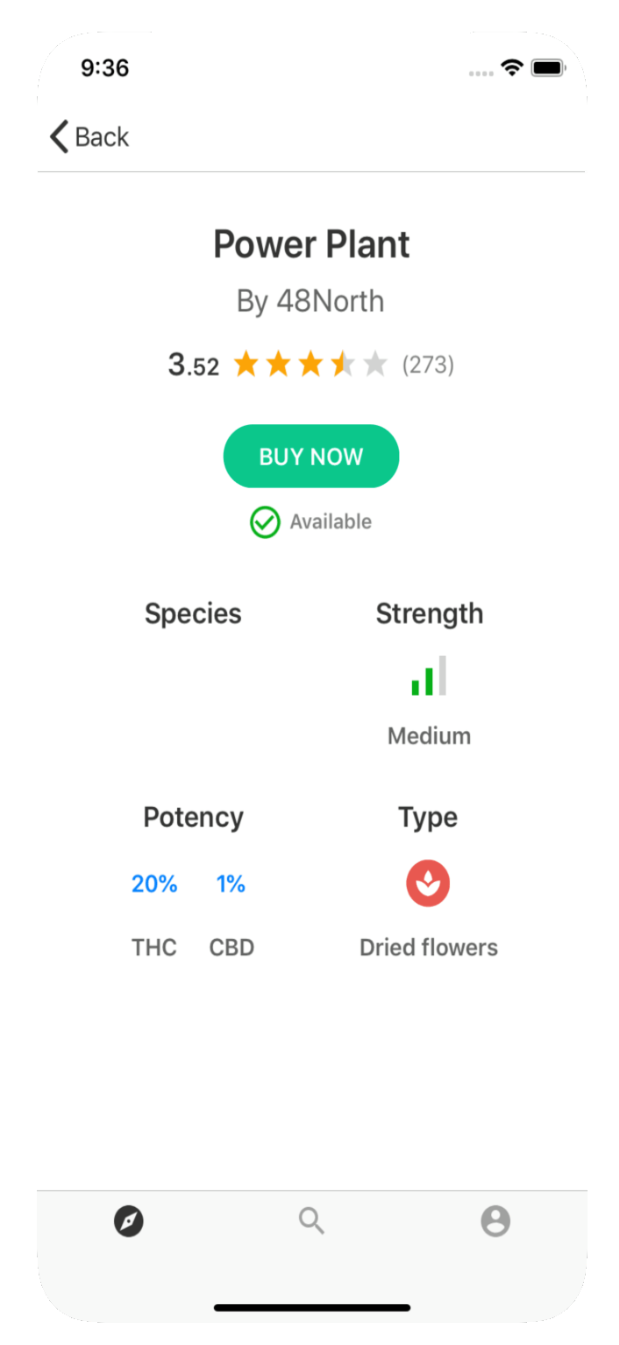 9:36
Back
Power Plant
By 48North
3.52 (273)
BUY NOW
Available
Species Strength
Medium
Potency Type
20% 1%
THC CBD Dried flowers